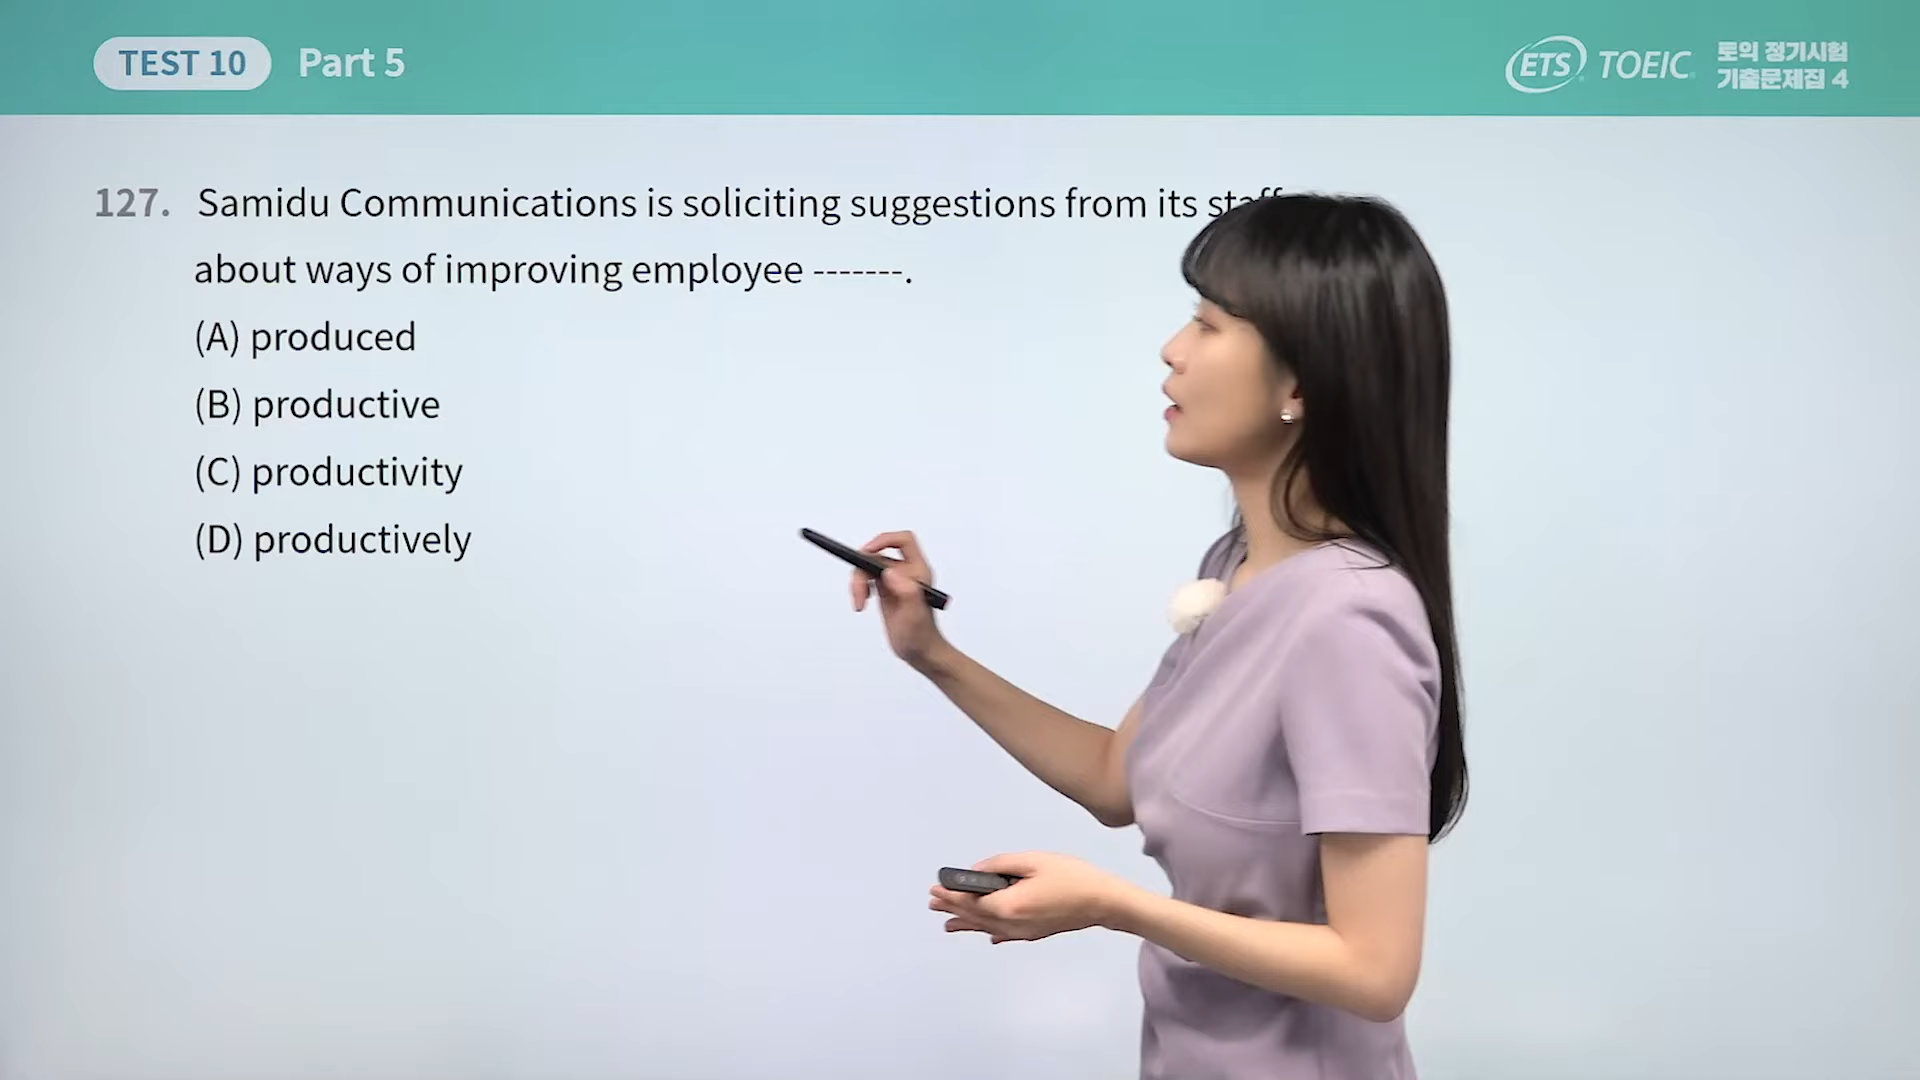 TEST 10 Part 5
ETS TOEIC 토익 정기시험
기출문제집 4
127. Samidu Communications is soliciting suggestions from its staff
about ways of improving employee -------.
(A) produced
(B) productive
(C) productivity
(D) productively